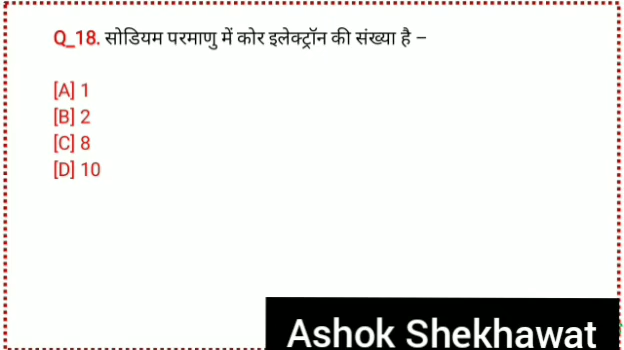 Q_18. सोडियम परमाणु में कोर इलेक्ट्रॉन की संख्या है –
[A] 1
[B] 2
[C] 8
[D] 10
Ashok Shekhawat